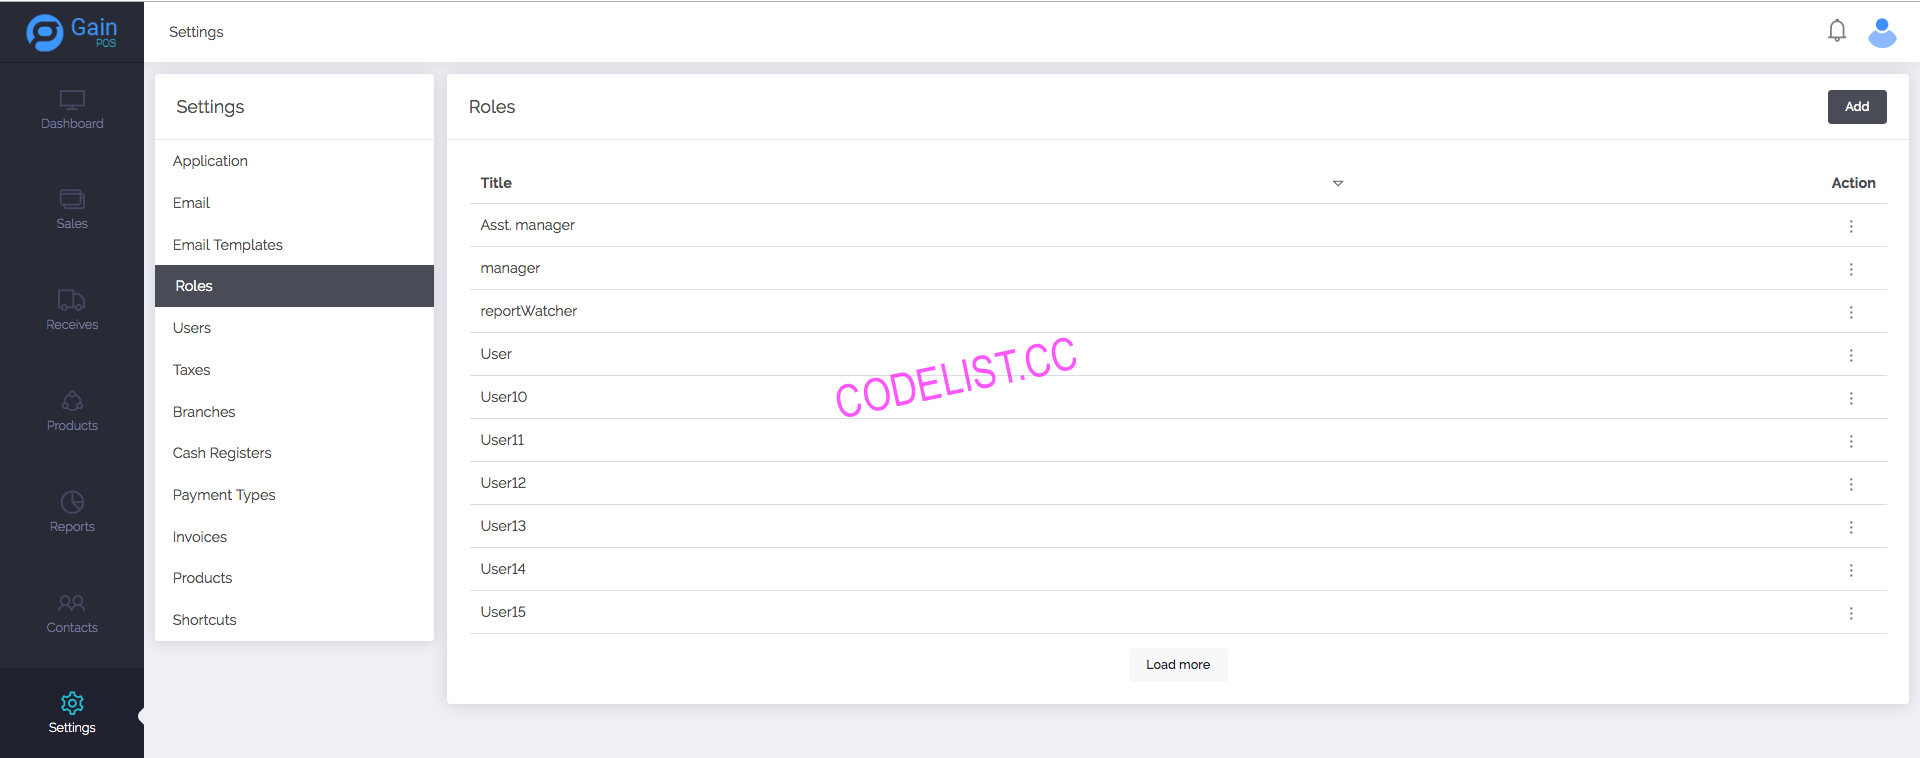 Gain
POS
Settings
Dashboard
Sales
Receives
Products
Reports
Contacts
Settings
Settings
Application
Email
Email Templates
Roles
Users
Taxes
Branches
Cash Registers
Payment Types
Invoices
Products
Shortcuts
Roles
Add
Title Action
Asst. manager
manager
reportWatcher
User
User10
User11
User12
User13
User14
User15
Load more
CODELIST.CC